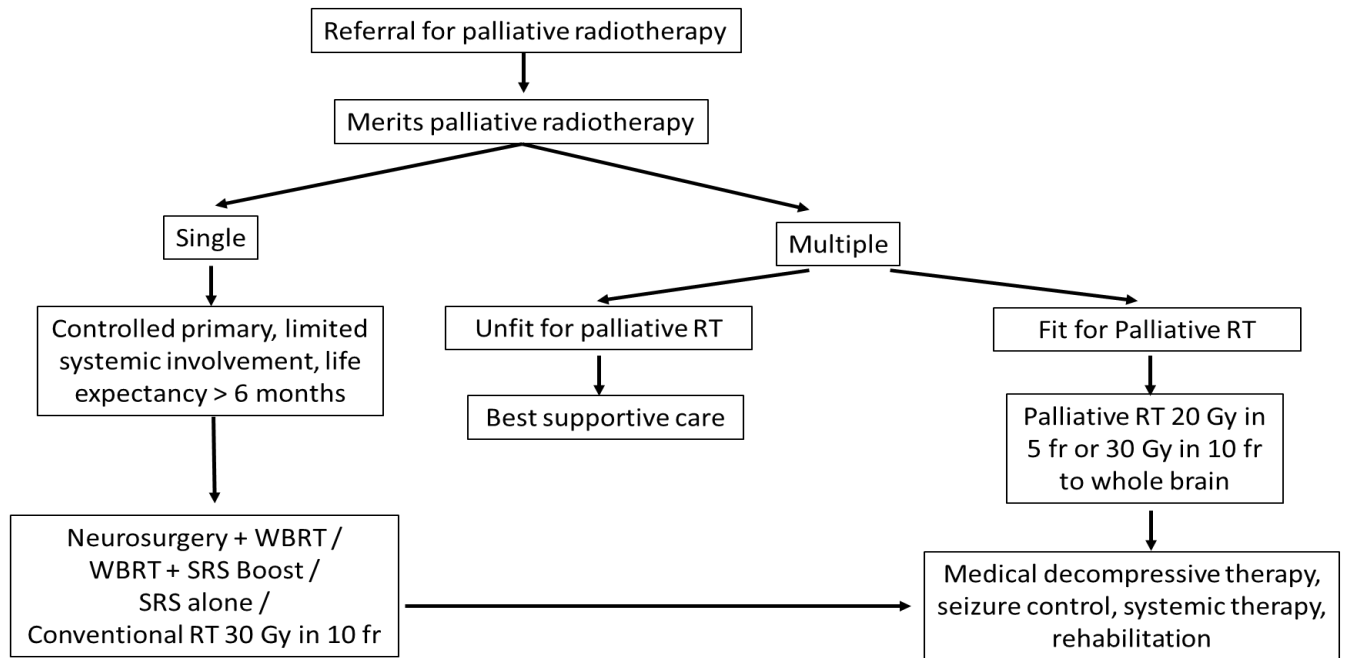 Referral for palliative radiotherapy
Merits palliative radiotherapy
Single
Multiple
Controlled primary, limited
systemic involvement, life
expectancy > 6 months
Unfit for palliative RT
Fit for Palliative RT
Best supportive care
Palliative RT 20 Gy in
5 fr or 30 Gy in 10 fr
to whole brain
Neurosurgery + WBRT /
WBRT + SRS Boost /
SRS alone /
Conventional RT 30 Gy in 10 fr
Medical decompressive therapy,
seizure control, systemic therapy,
rehabilitation